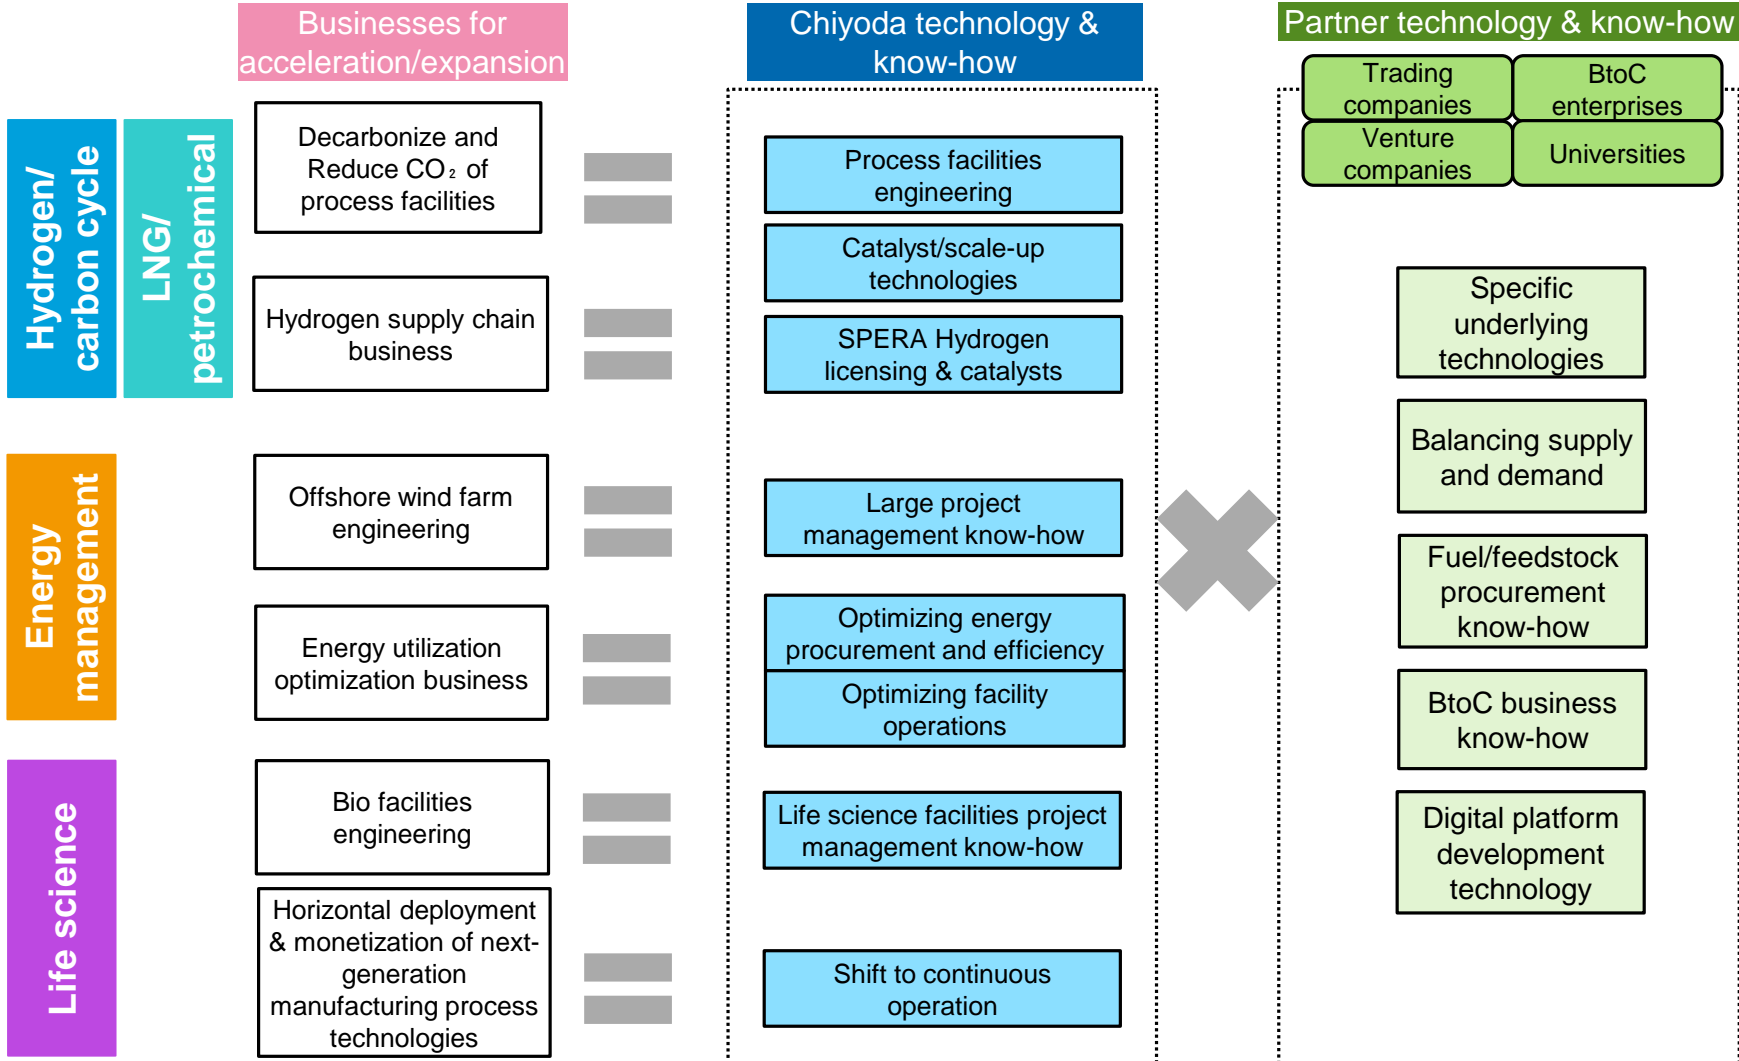 Businesses for
acceleration/expansion
Chiyoda technology &
know-how
Partner technology & know-how
Trading
companies
BtoC
enterprises
Venture
companies
Universities
Hydrogen/
carbon cycle
LNG/
petrochemical
Decarbonize and
Reduce CO₂ of
process facilities
Hydrogen supply chain
business
Process facilities
engineering
Catalyst/scale-up
technologies
SPERA Hydrogen
licensing & catalysts
Energy
management
Offshore wind farm
engineering
Energy utilization
optimization business
Large project
management know-how
Optimizing energy
procurement and efficiency
Optimizing facility
operations
Life science
Bio facilities
engineering
Horizontal deployment
& monetization of next-
generation
manufacturing process
technologies
Life science facilities project
management know-how
Shift to continuous
operation
Specific
underlying
technologies
Balancing supply
and demand
Fuel/feedstock
procurement
know-how
BtoC business
know-how
Digital platform
development
technology